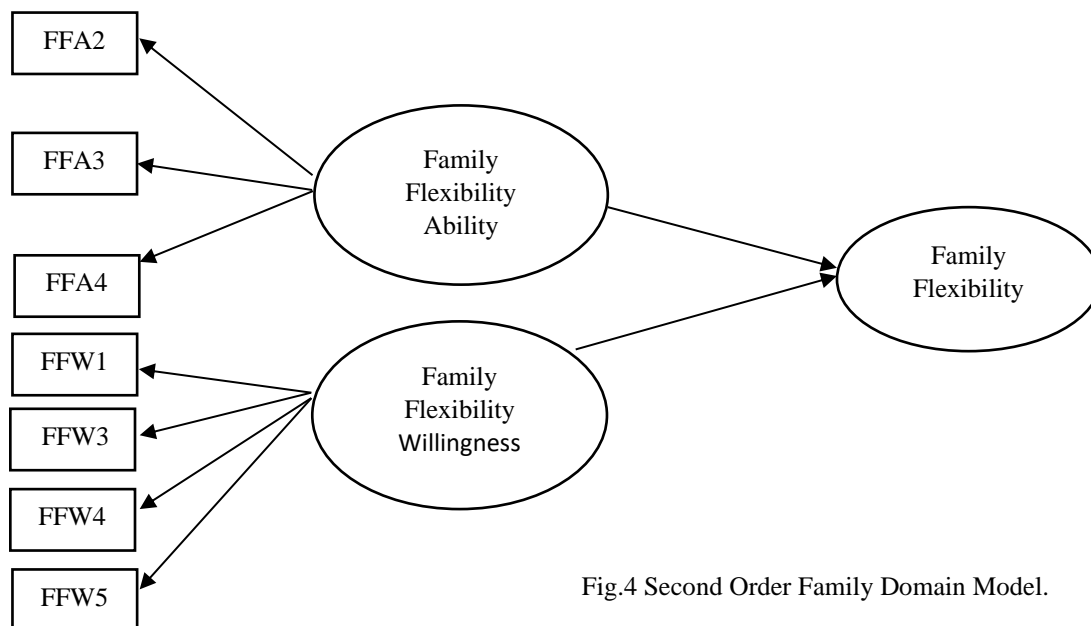 FFA2
FFA3
FFA4
FFW1
FFW3
FFW4
FFW5
Family
Flexibility
Ability
Family
Flexibility
Willingness
Family
Flexibility
Fig.4 Second Order Family Domain Model.